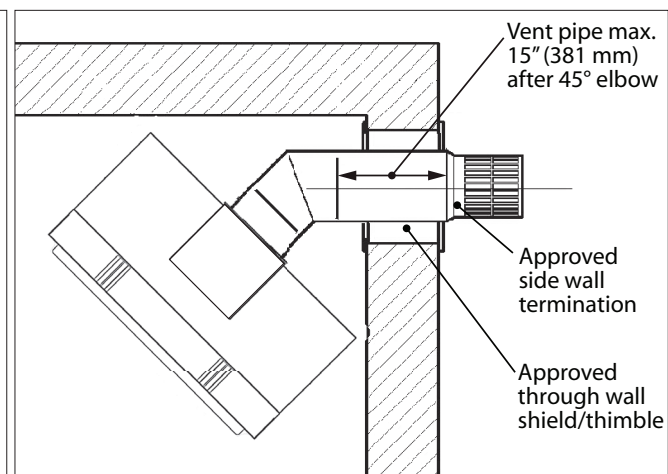 Vent pipe max.
15" (381 mm)
after 45° elbow
Approved
side wall
termination
Approved
through wall
shield/thimble